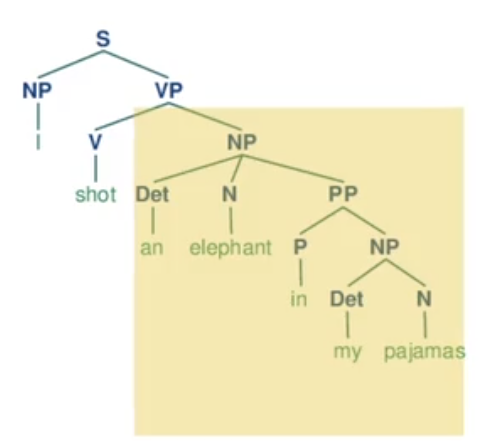 S
NP VP
I V NP
shot Det N PP
an elephant P NP
in Det N
my pajamas